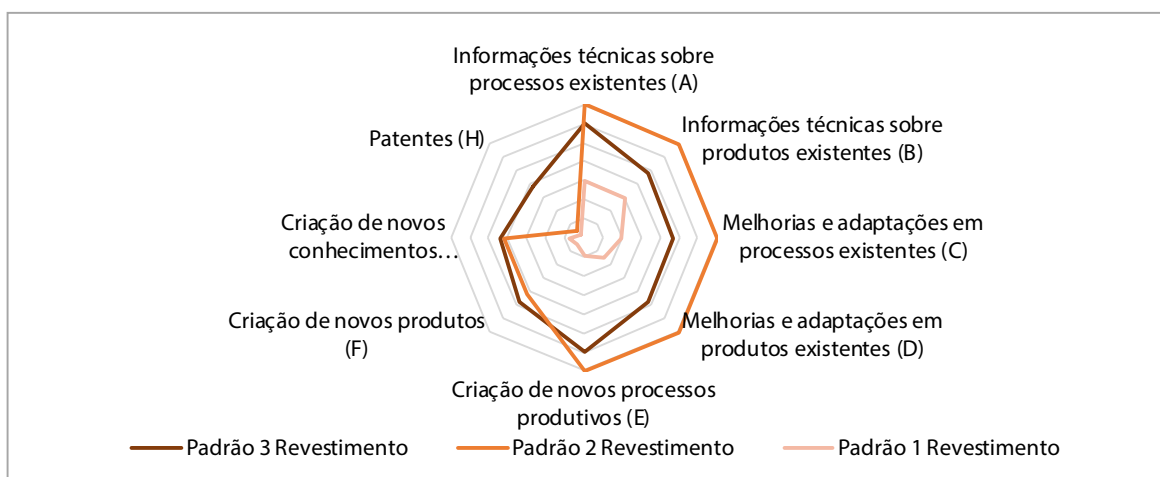 Informações técnicas sobre
processos existentes (A)
Informações técnicas sobre
produtos existentes (B)
Melhorias e adaptações em
processos existentes (C)
Melhorias e adaptações em
produtos existentes (D)
Criação de novos processos
produtivos (E)
Criação de novos produtos
(F)
Criação de novos
conhecimentos…
Patentes (H)
Padrão 3 Revestimento
Padrão 2 Revestimento
Padrão 1 Revestimento